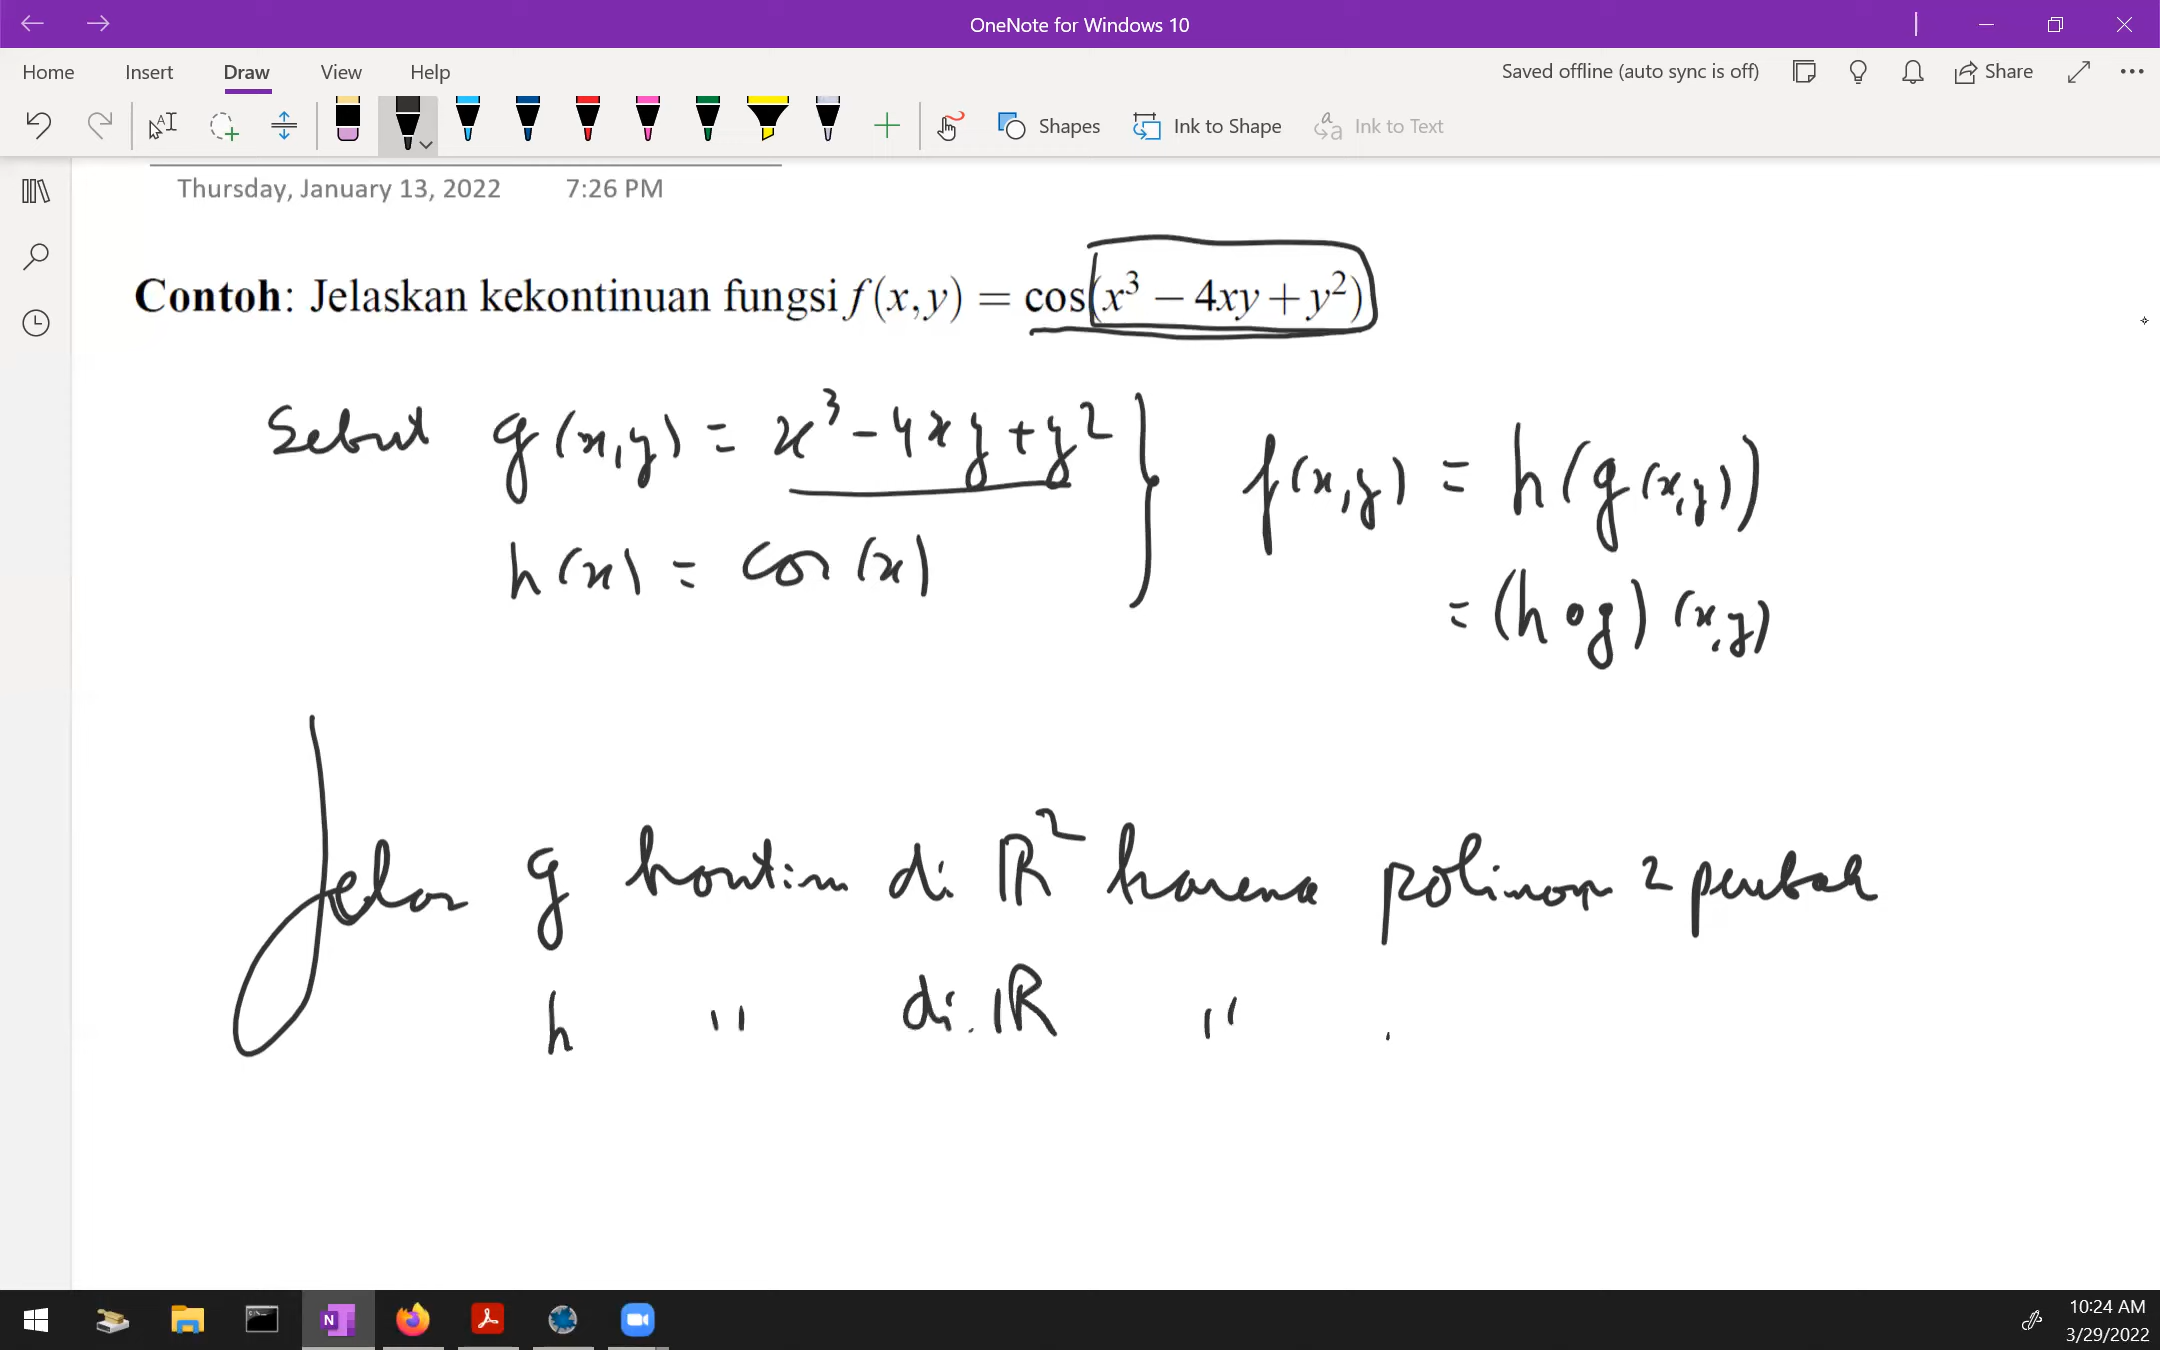 OneNote for Windows 10
Home Insert Draw View Help
Saved offline (auto sync is off) Share
Shapes Ink to Shape Ink to Text
Thursday, January 13, 2022 7:26 PM
Contoh: Jelaskan kekontinuan fungsi f(x,y) = cos(x³ − 4xy + y²)
Sebut g(x,y) = x³ - 4xy + y²
h(x) = cos(x)
f(x,y) = h(g(x,y))
= (h∘g)(x,y)
Jelas g kontinu di ℝ² karena polinom 2 peubah
h " di ℝ "
10:24 AM
3/29/2022